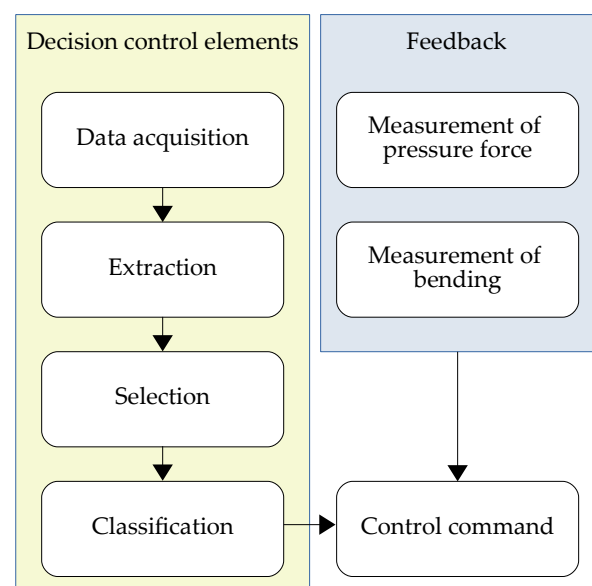 Decision control elements
Data acquisition
Extraction
Selection
Classification
Feedback
Measurement of
pressure force
Measurement of
bending
Control command